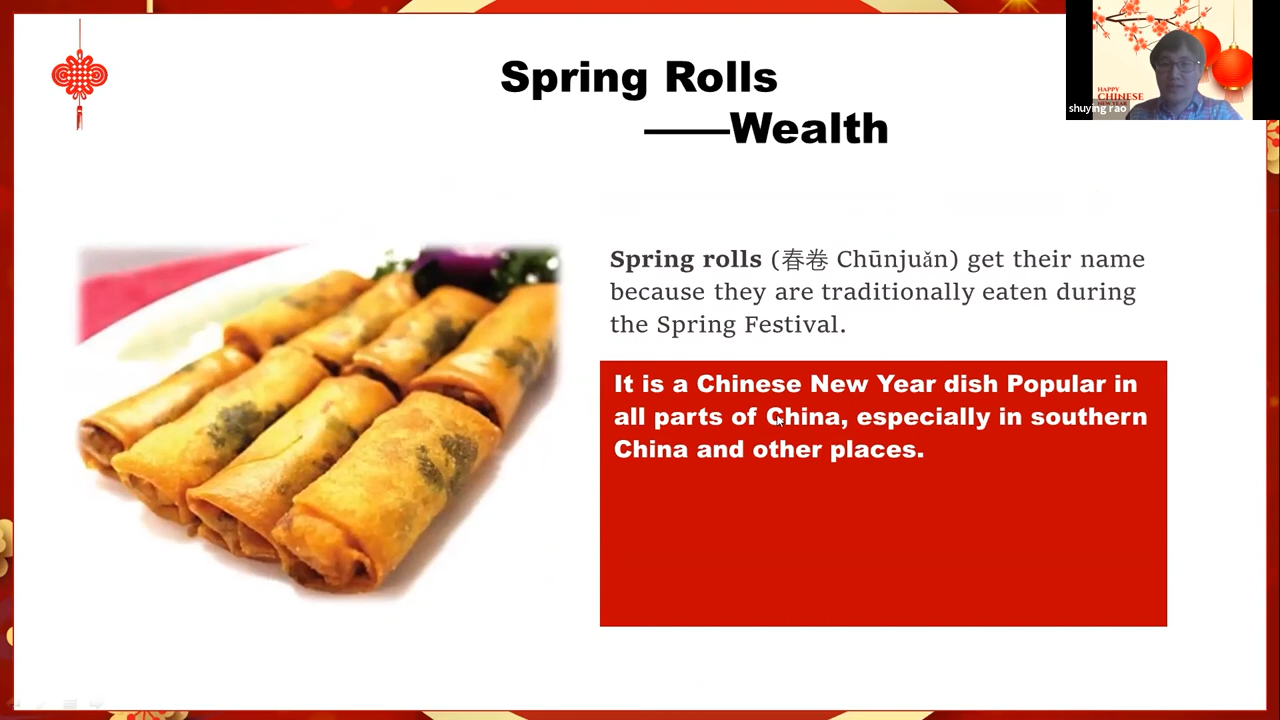 Spring Rolls
——Wealth
Spring rolls (春卷 Chūnjuǎn) get their name
because they are traditionally eaten during
the Spring Festival.
It is a Chinese New Year dish Popular in
all parts of China, especially in southern
China and other places.
HAPPY
CHINESE
NEW YEAR
shuying rao